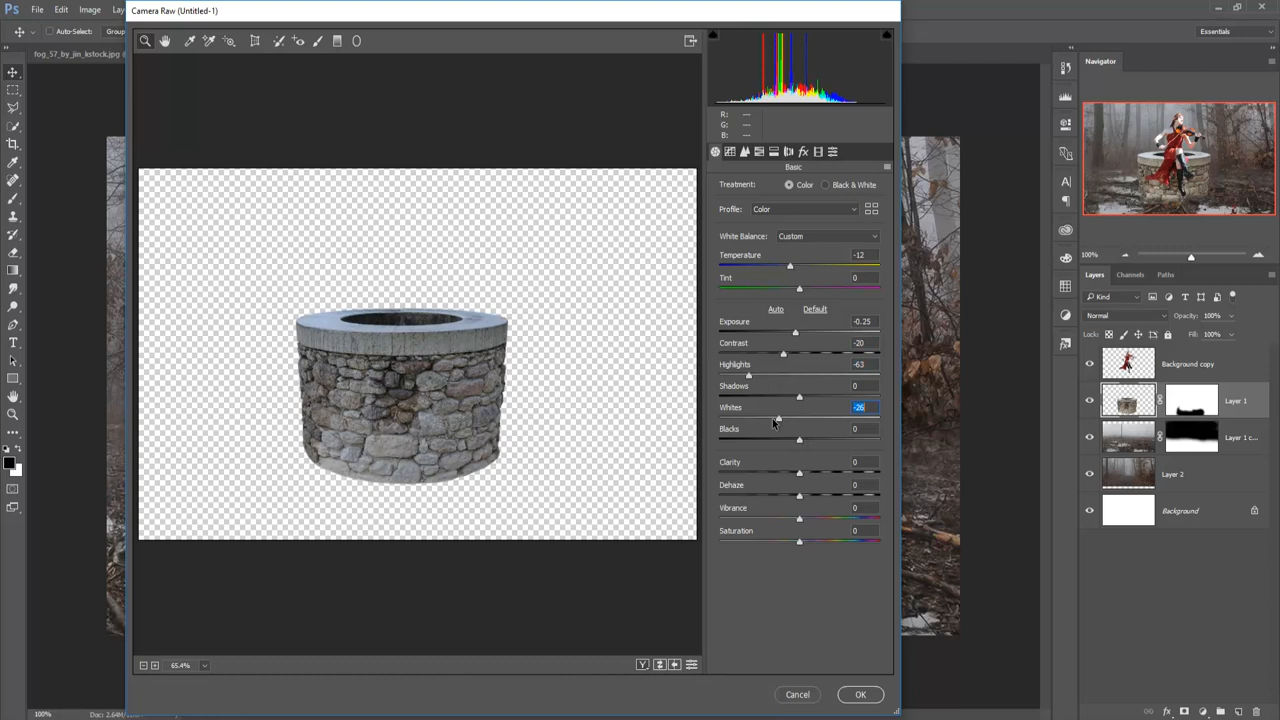 Ps File Edit Image
Camera Raw (Untitled-1)
Auto-Select: Group
Essentials
fog_57_by_jim_kstock.jpg @
R: ---
G: ---
B: ---
Basic
Treatment: Color Black & White
Profile: Color
White Balance: Custom
Temperature -12
Tint 0
Auto Default
Exposure -0.25
Contrast -20
Highlights -63
Shadows 0
Whites -26
Blacks 0
Clarity 0
Dehaze 0
Vibrance 0
Saturation 0
65.4%
Y
Cancel OK
Navigator
100%
Layers Channels Paths
Kind
Normal Opacity: 100%
Lock: Fill: 100%
Background copy
Layer 1
Layer 1 c...
Layer 2
Background
100% Doc: 2.64M/